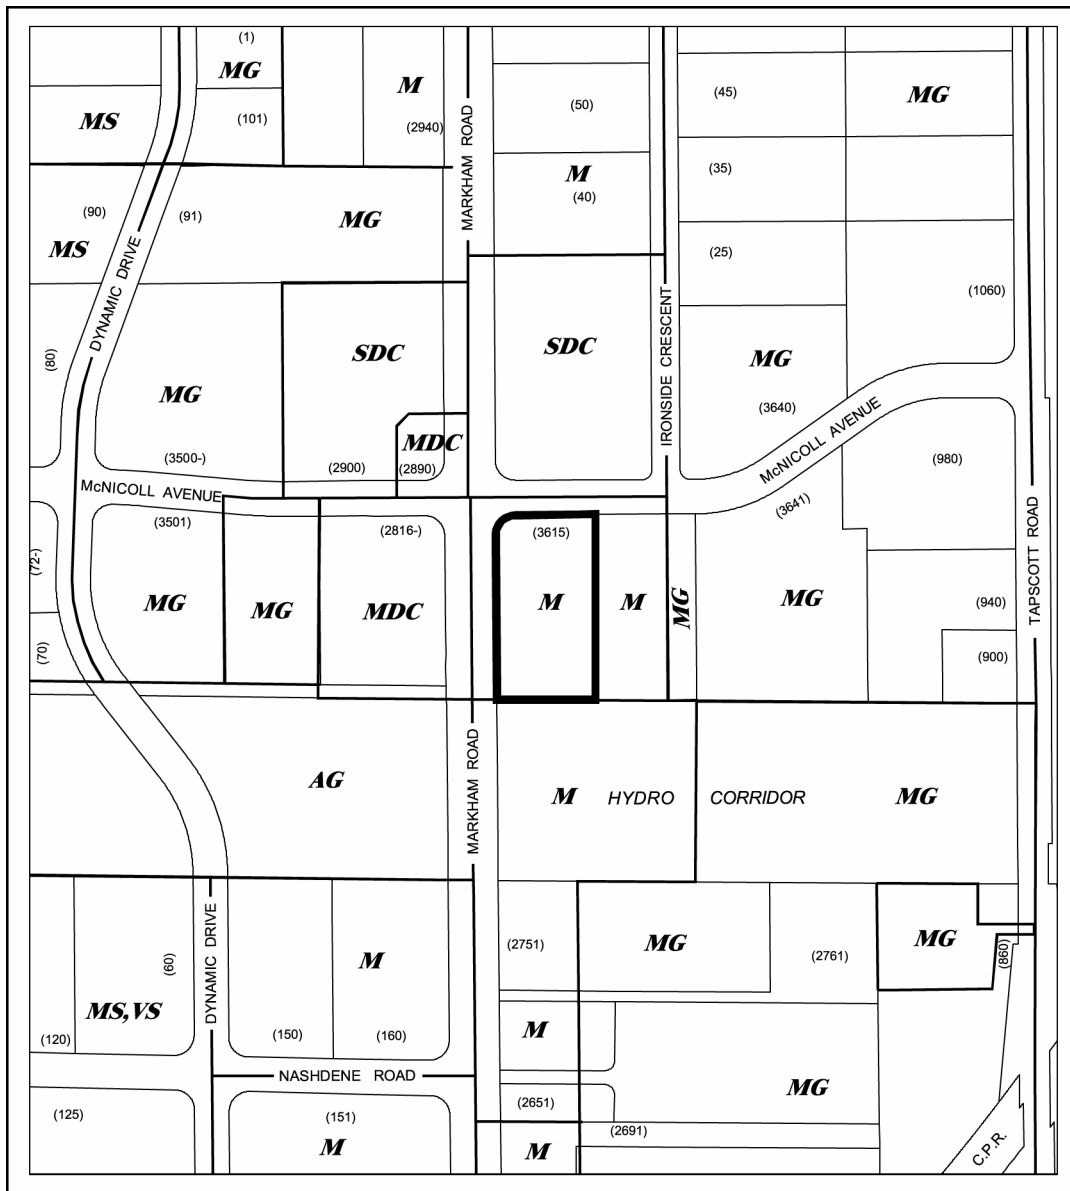 (1)
MG
M
MARKHAM ROAD
(45)
MG
(50)
MS
(101)
(2940)
(35)
M
(40)
(90)
(91)
MG
MS
(25)
DYNAMIC DRIVE
(1060)
IRONSIDE CRESCENT
(80)
SDC
SDC
MG
MG
(3640)
McNICOLL AVENUE
MDC
(3500-)
(2900)
(2890)
(980)
McNICOLL AVENUE
(3641)
(3501)
(2816-)
(3615)
TAPSCOTT ROAD
(72-)
MG
MG
MDC
M
M
MG
MG
(940)
(70)
(900)
MARKHAM ROAD
AG
M
HYDRO CORRIDOR
MG
(2751)
MG
(2761)
MG
(860)
(60)
DYNAMIC DRIVE
M
MS,VS
(120)
(150)
(160)
M
NASHDENE ROAD
MG
(2651)
(125)
(151)
(2691)
M
M
C.P.R.